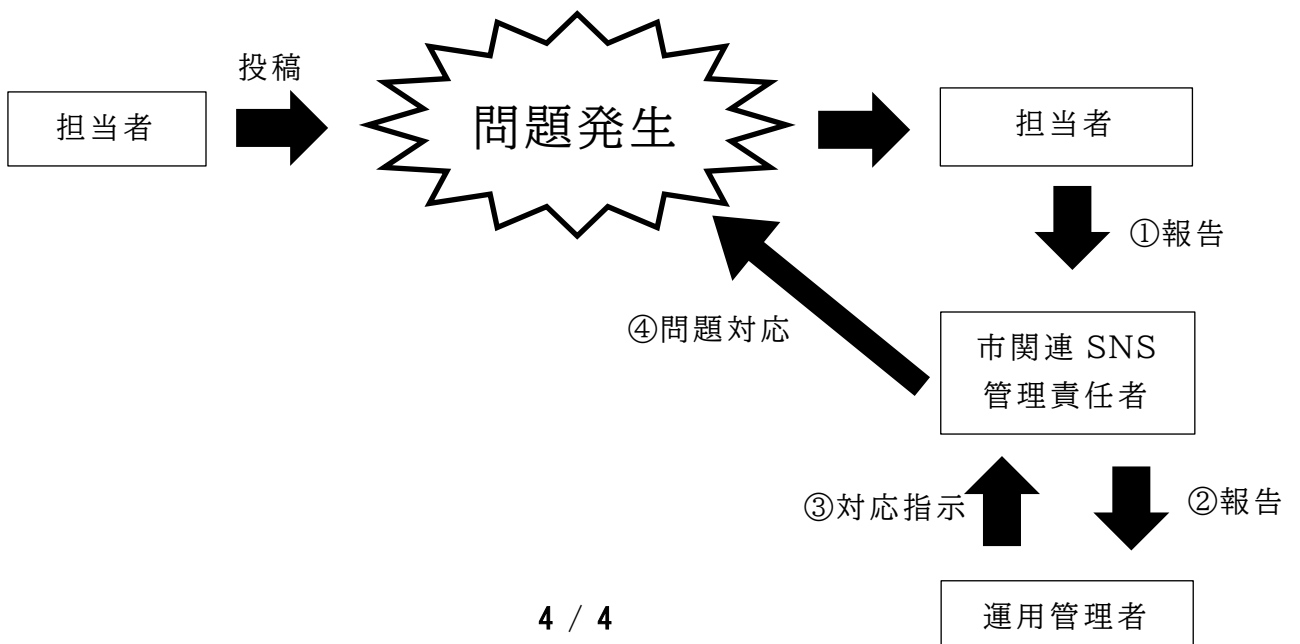 投稿
担当者
問題発生
担当者
①報告
④問題対応
市関連 SNS
管理責任者
③対応指示
②報告
運用管理者
4 / 4